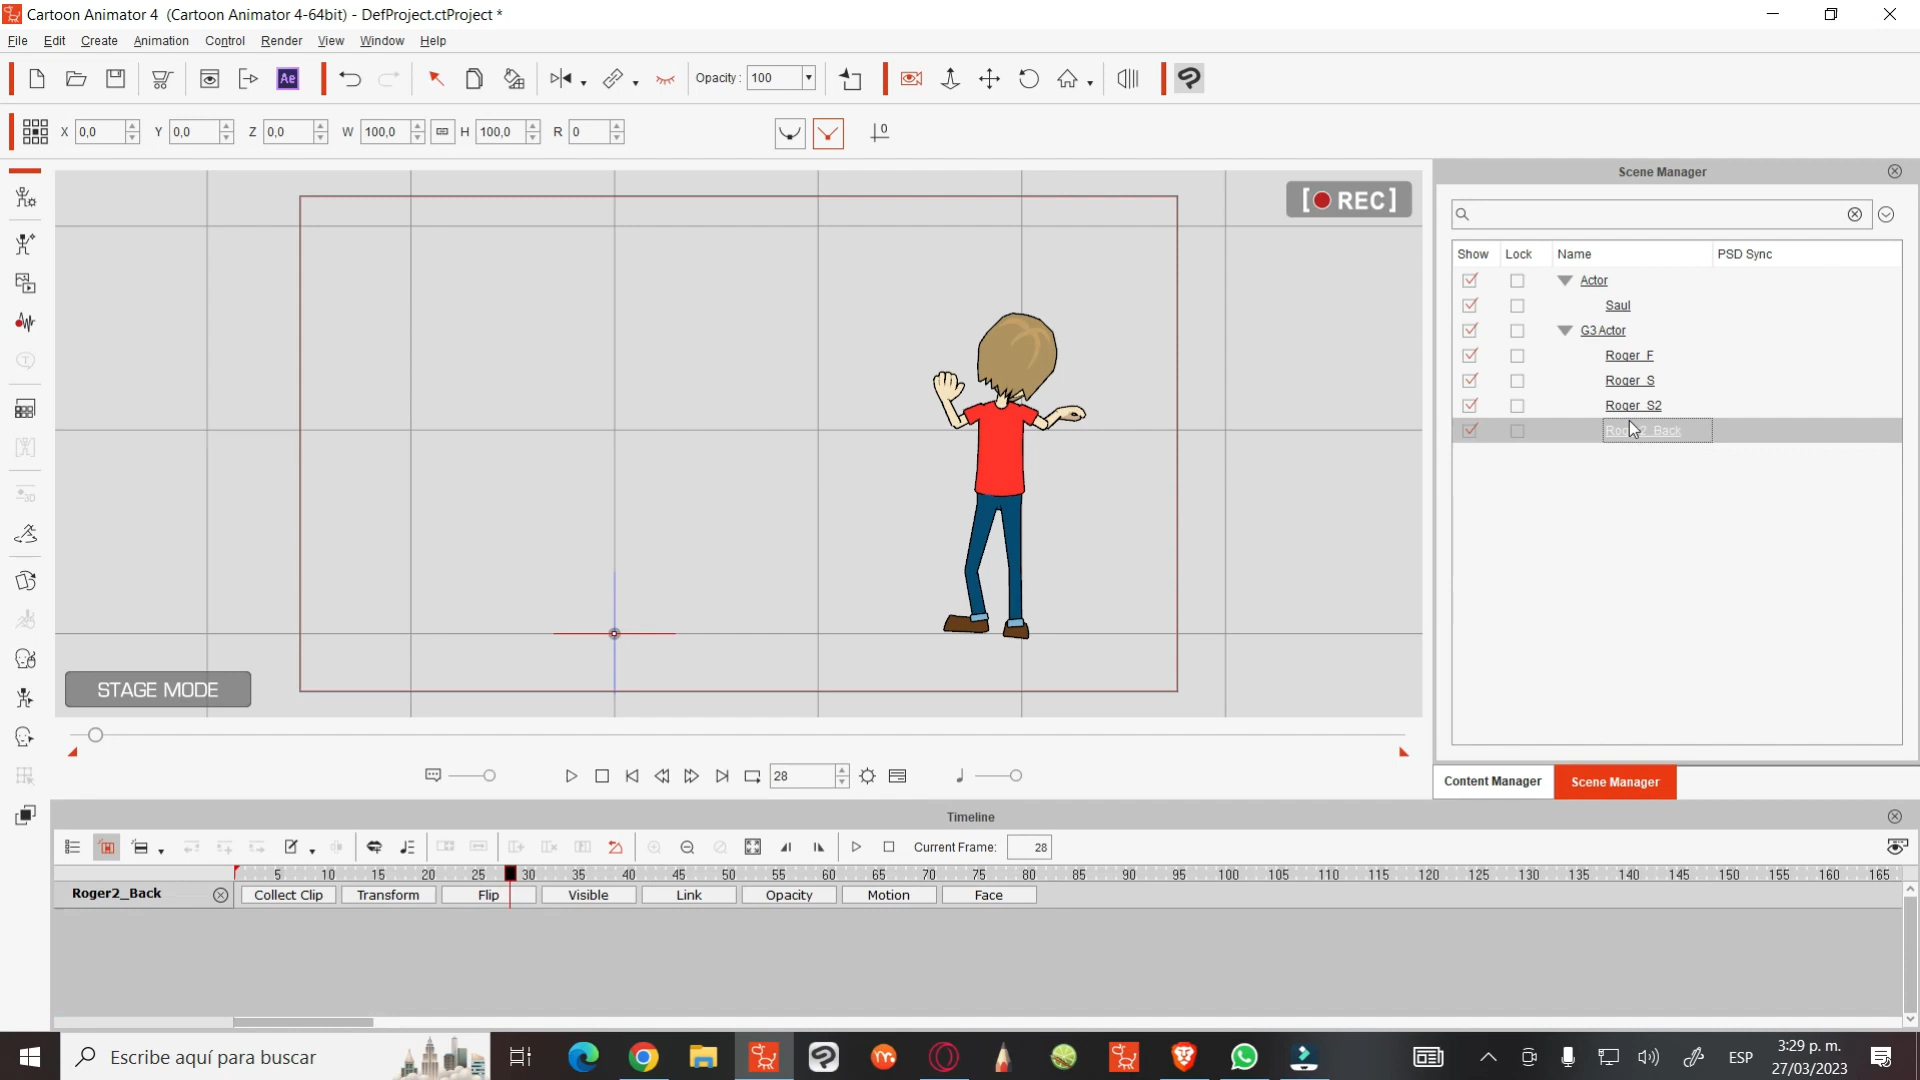 Cartoon Animator 4 (Cartoon Animator 4-64bit) - DefProject.ctProject *
File Edit Create Animation Control Render View Window Help
Ae Opacity : 100
X 0,0 Y 0,0 Z 0,0 W 100,0 H 100,0 R 0 0
Scene Manager
[ REC ]
Show Lock Name PSD Sync
Actor
Saul
G3 Actor
Roger_F
Roger_S
Roger_S2
STAGE MODE
28
Content Manager Scene Manager
Timeline
Current Frame: 28
5 10 15 20 25 30 35 40 45 50 55 60 65 70 75 80 85 90 95 100 105 110 115 120 125 130 135 140 145 150 155 160 165
Roger2_Back Collect Clip Transform Flip Visible Link Opacity Motion Face
Escribe aquí para buscar
ESP
3:29 p. m.
27/03/2023